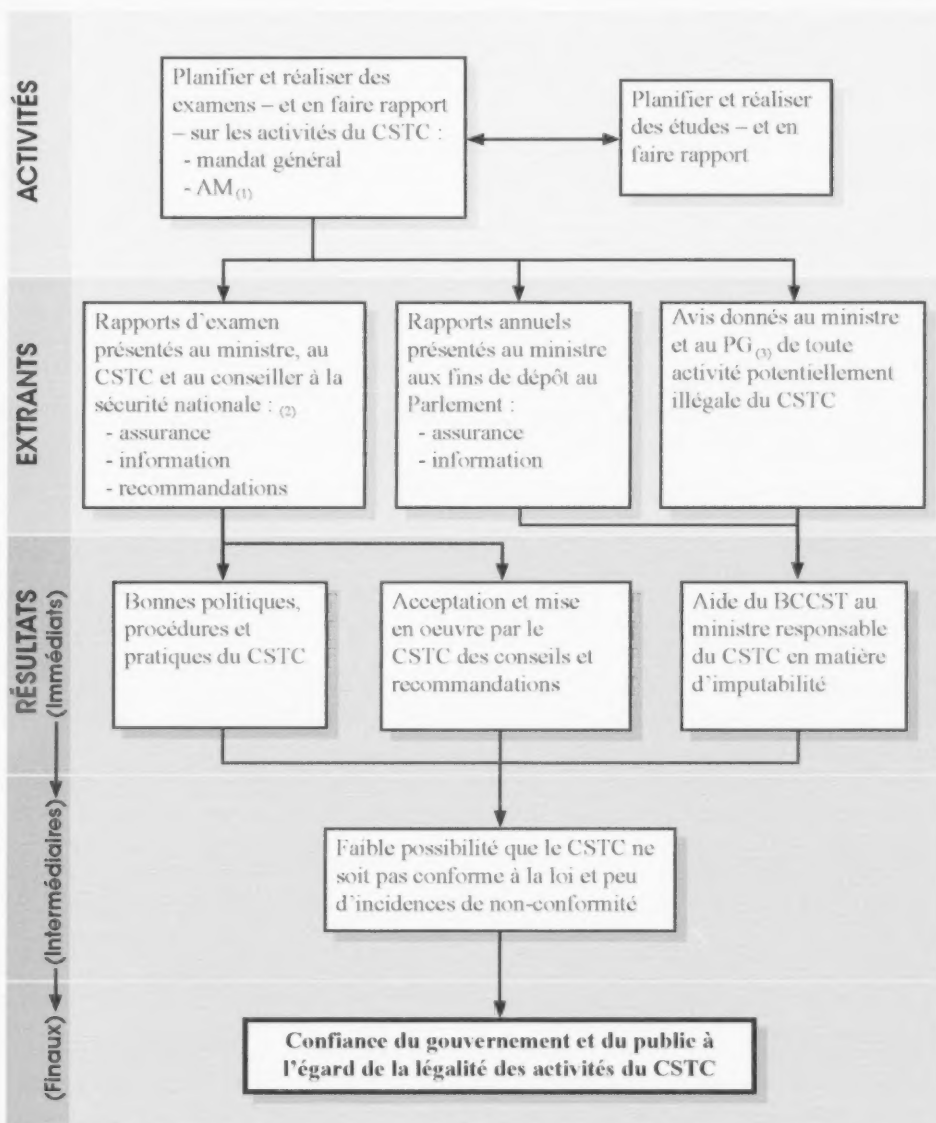 ACTIVITÉS
Planifier et réaliser des
examens – et en faire rapport
– sur les activités du CSTC :
- mandat général
- AM (1)
Planifier et réaliser
des études – et en
faire rapport
EXTRANTS
Rapports d'examen
présentés au ministre, au
CSTC et au conseiller à la
sécurité nationale : (2)
- assurance
- information
- recommandations
Rapports annuels
présentés au ministre
aux fins de dépôt au
Parlement :
- assurance
- information
Avis donnés au ministre
et au PG (3) de toute
activité potentiellement
illégale du CSTC
RÉSULTATS
(Immédiats)
Bonnes politiques,
procédures et
pratiques du CSTC
Acceptation et mise
en oeuvre par le
CSTC des conseils et
recommandations
Aide du BCCST au
ministre responsable
du CSTC en matière
d'imputabilité
(Intermédiaires)
Faible possibilité que le CSTC ne
soit pas conforme à la loi et peu
d'incidences de non-conformité
(Finaux)
Confiance du gouvernement et du public à
l'égard de la légalité des activités du CSTC